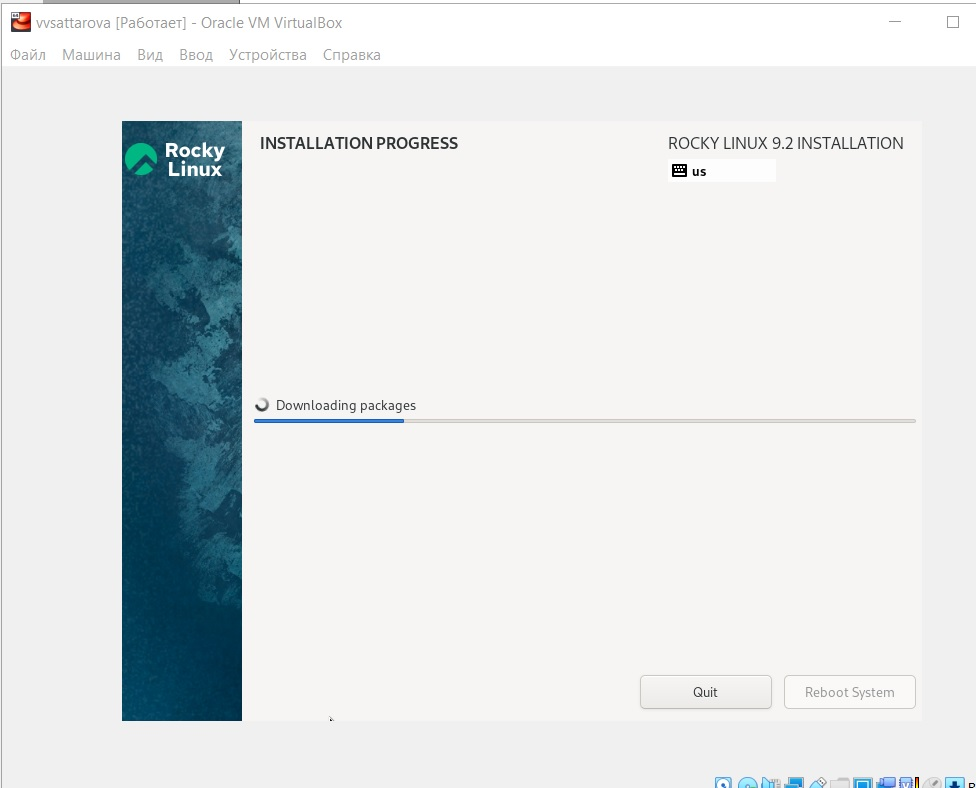 vvsattarova [Работает] - Oracle VM VirtualBox
Файл Машина Вид Ввод Устройства Справка
Rocky
Linux
INSTALLATION PROGRESS
ROCKY LINUX 9.2 INSTALLATION
us
Downloading packages
Quit
Reboot System